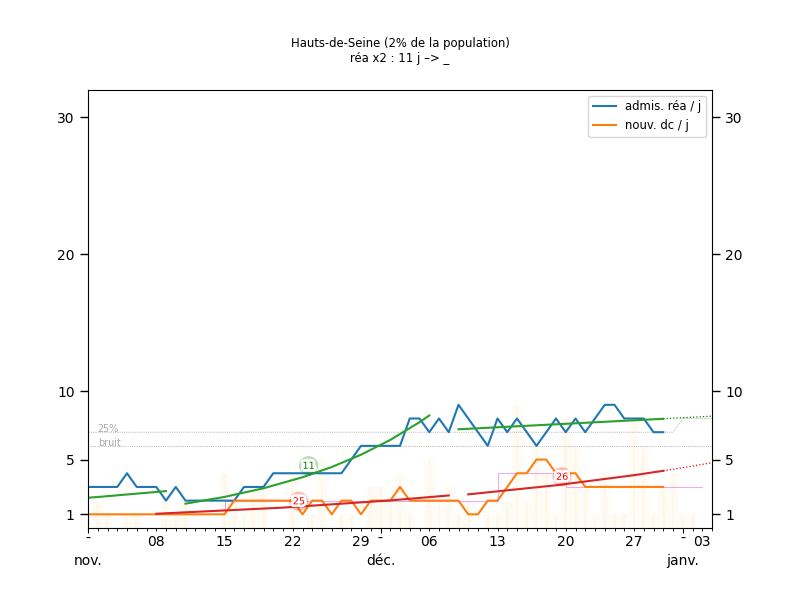 Hauts-de-Seine (2% de la population)
réa x2 : 11 j –> _
admis. réa / j
nouv. dc / j
30
30
20
20
10
10
25%
bruit
5
5
11
26
25
1
1
- 08 15 22 29 - 06 13 20 27 - 03
nov. déc. janv.